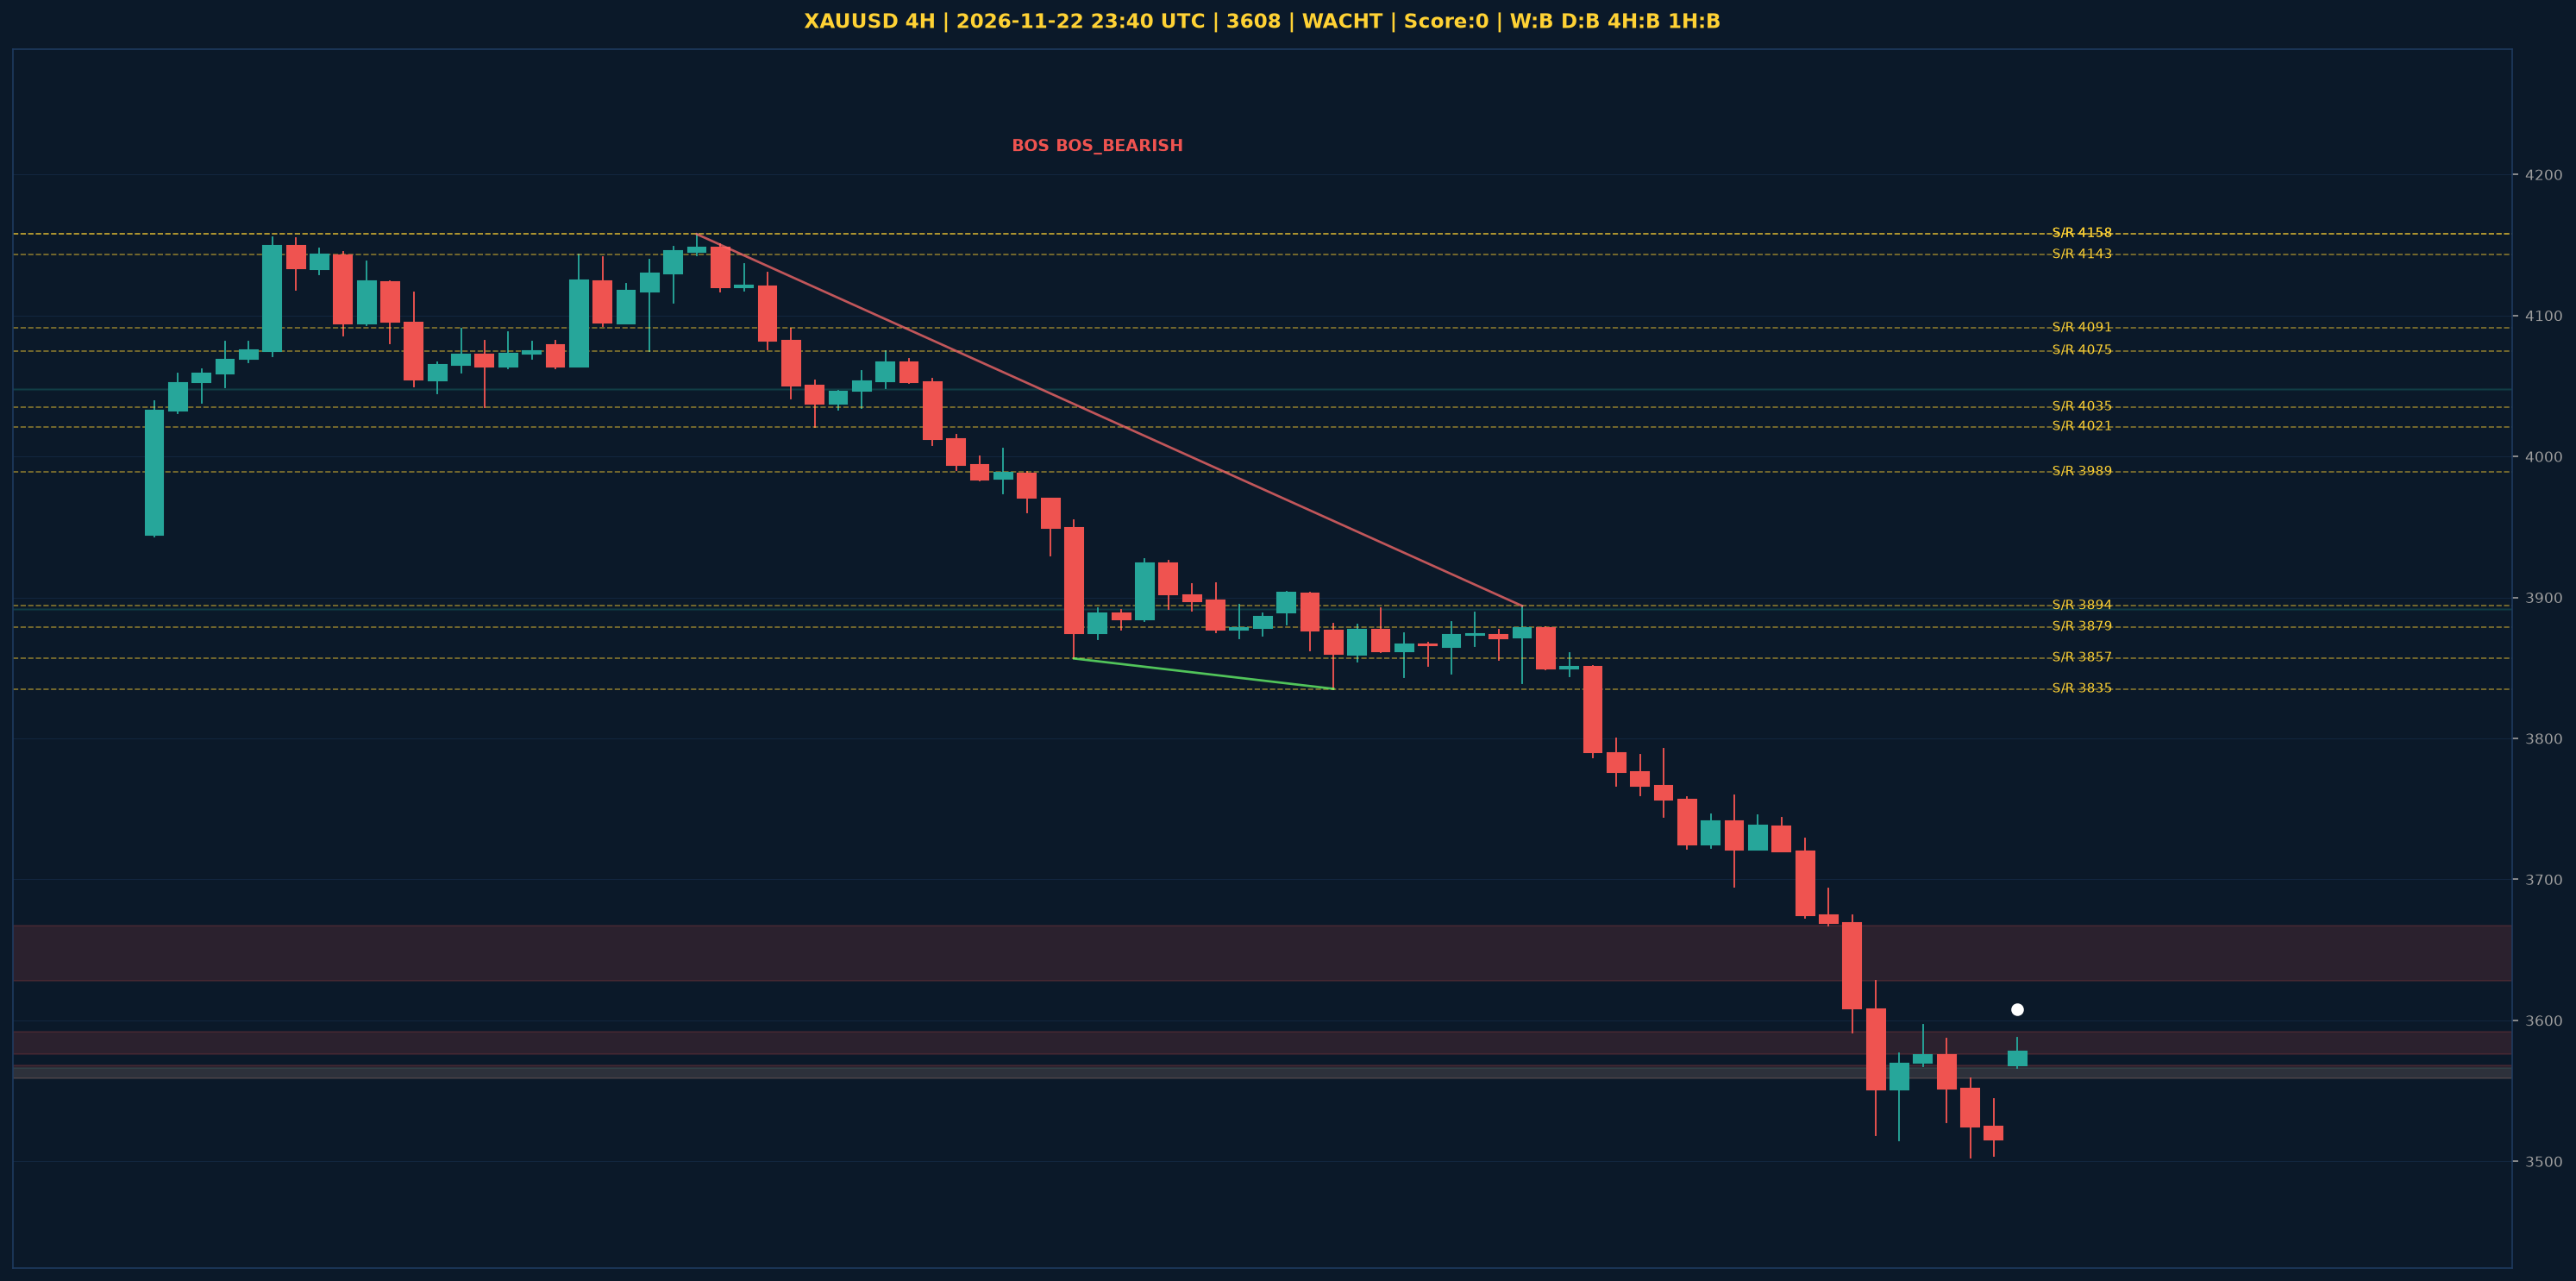 XAUUSD 4H | 2026-11-22 23:40 UTC | 3608 | WACHT | Score:0 | W:B D:B 4H:B 1H:B
BOS BOS_BEARISH
4200
S/R 4158
S/R 4143
4100
S/R 4091
S/R 4075
S/R 4035
S/R 4021
4000
S/R 3989
3900
S/R 3894
S/R 3879
S/R 3857
S/R 3835
3800
3700
3600
3500